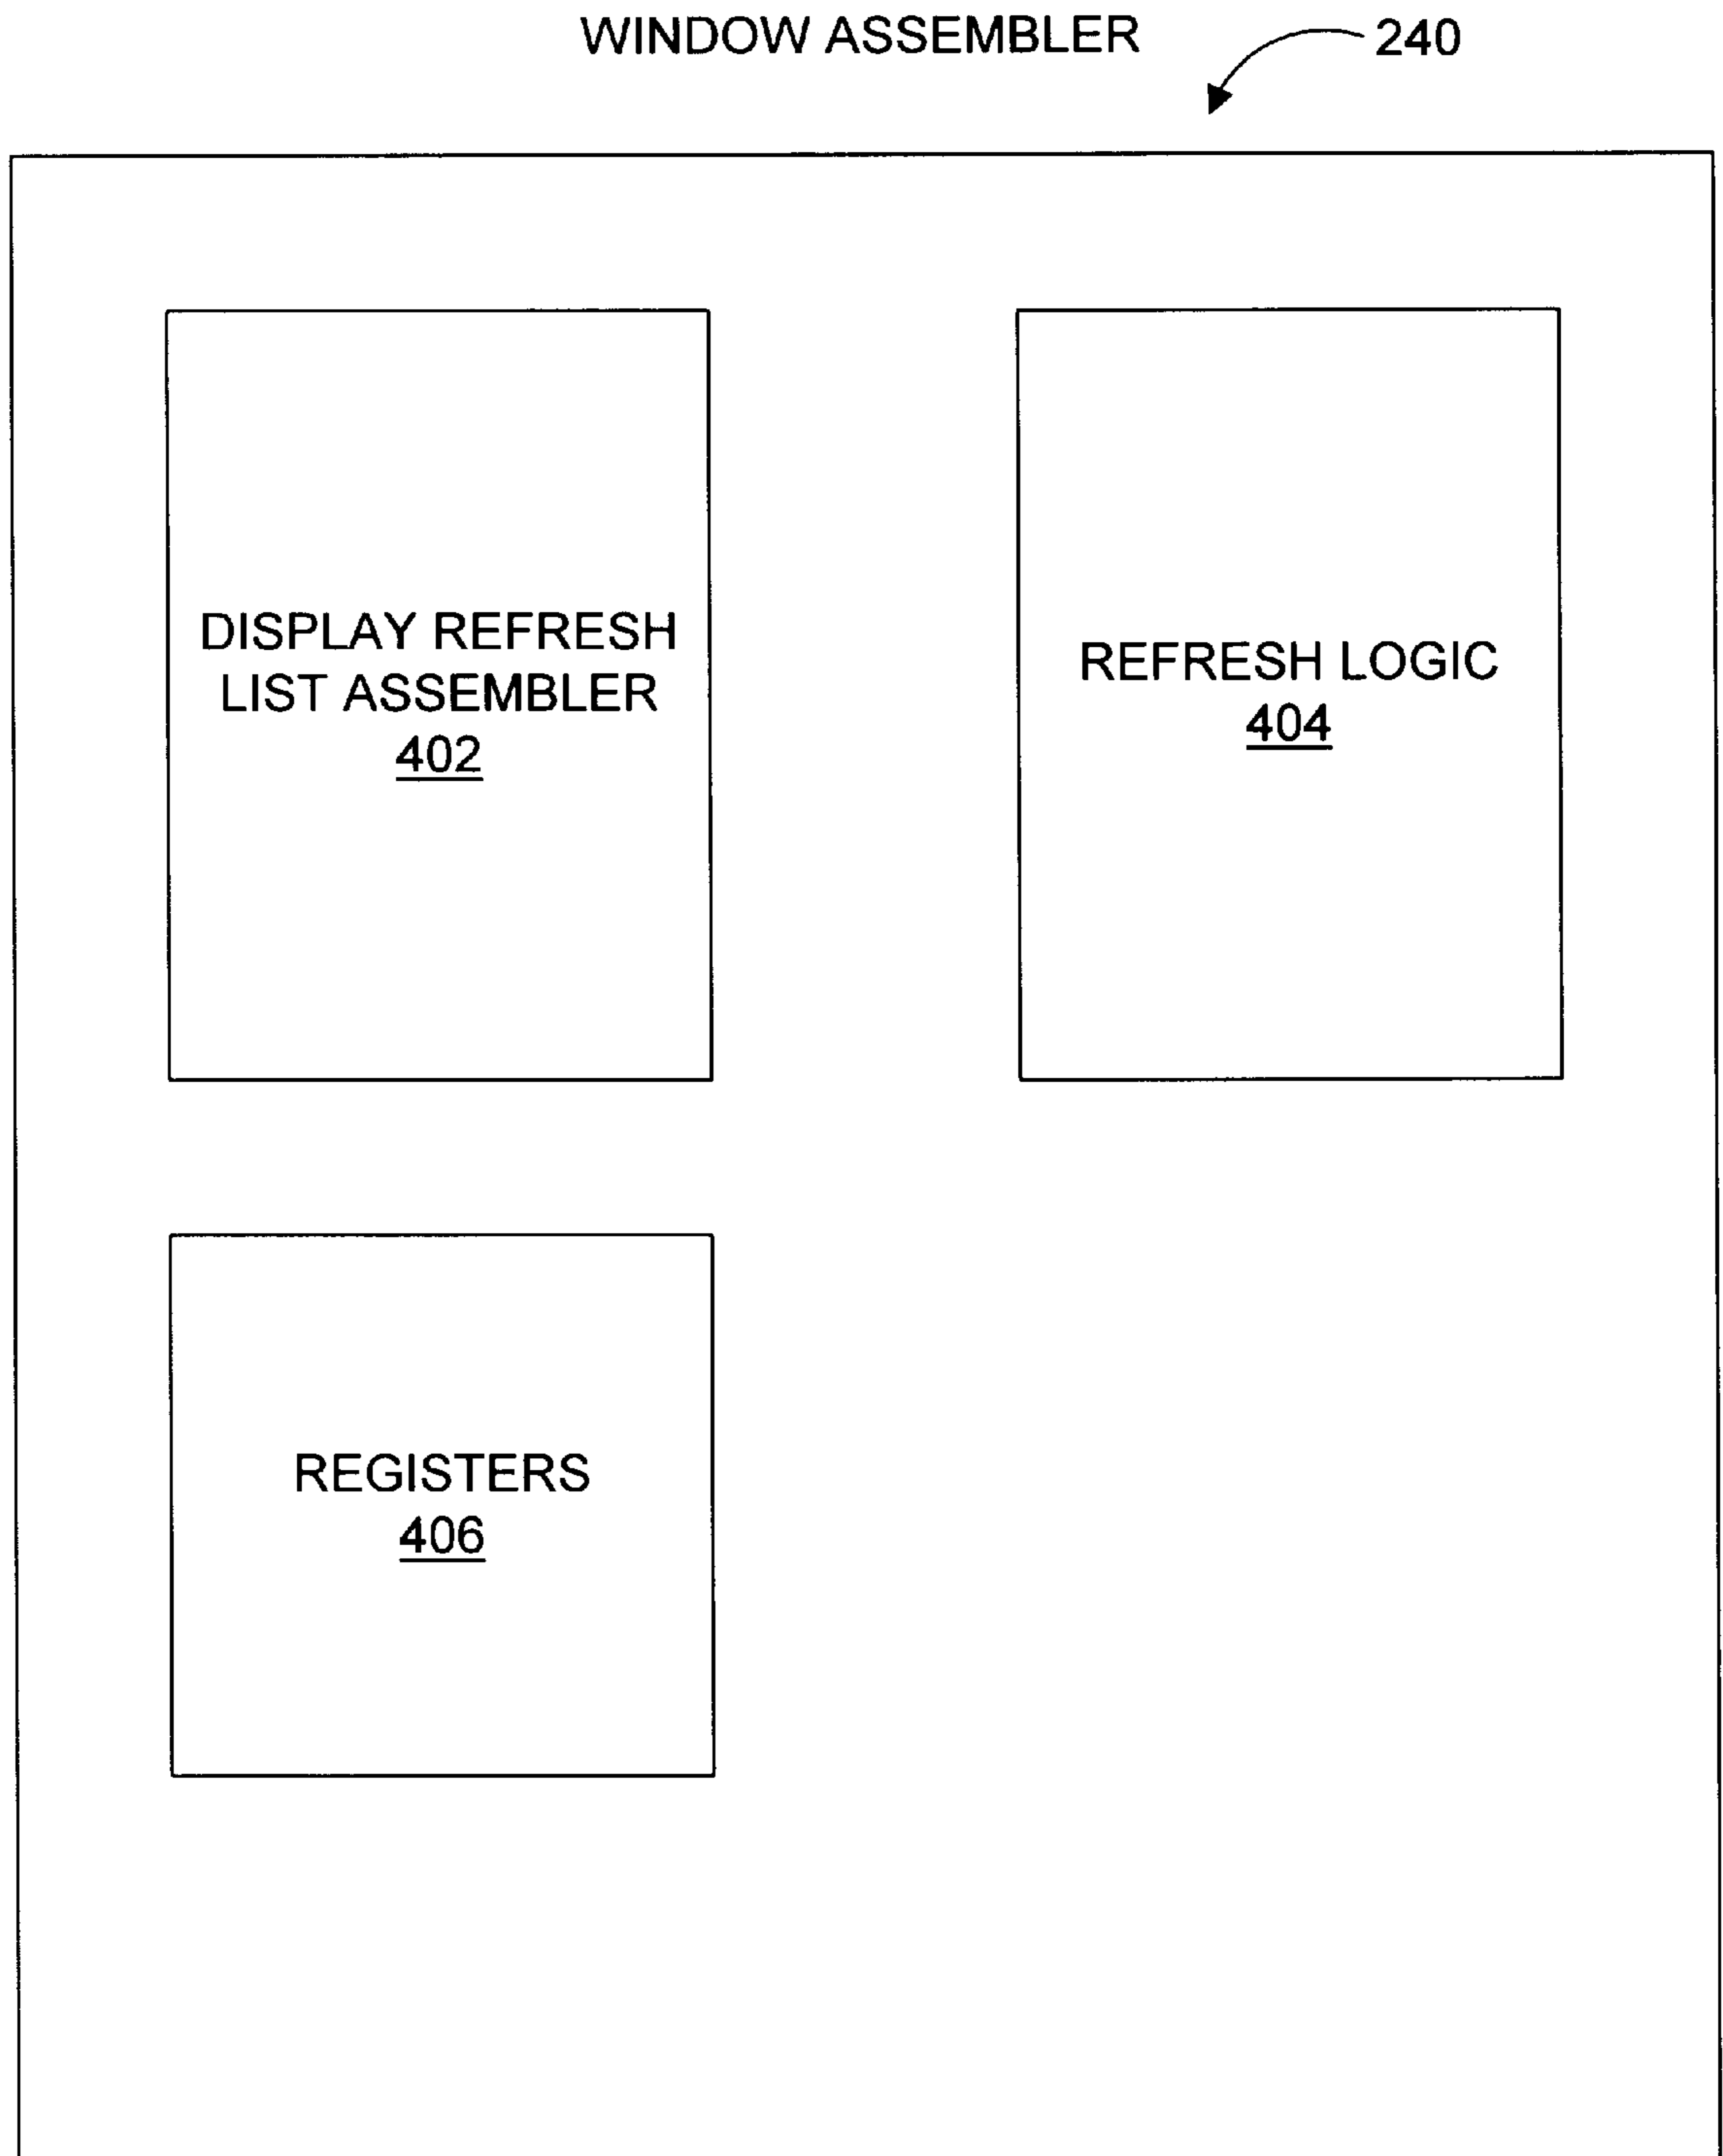 WINDOW ASSEMBLER 240
DISPLAY REFRESH
LIST ASSEMBLER
402
REFRESH LOGIC
404
REGISTERS
406